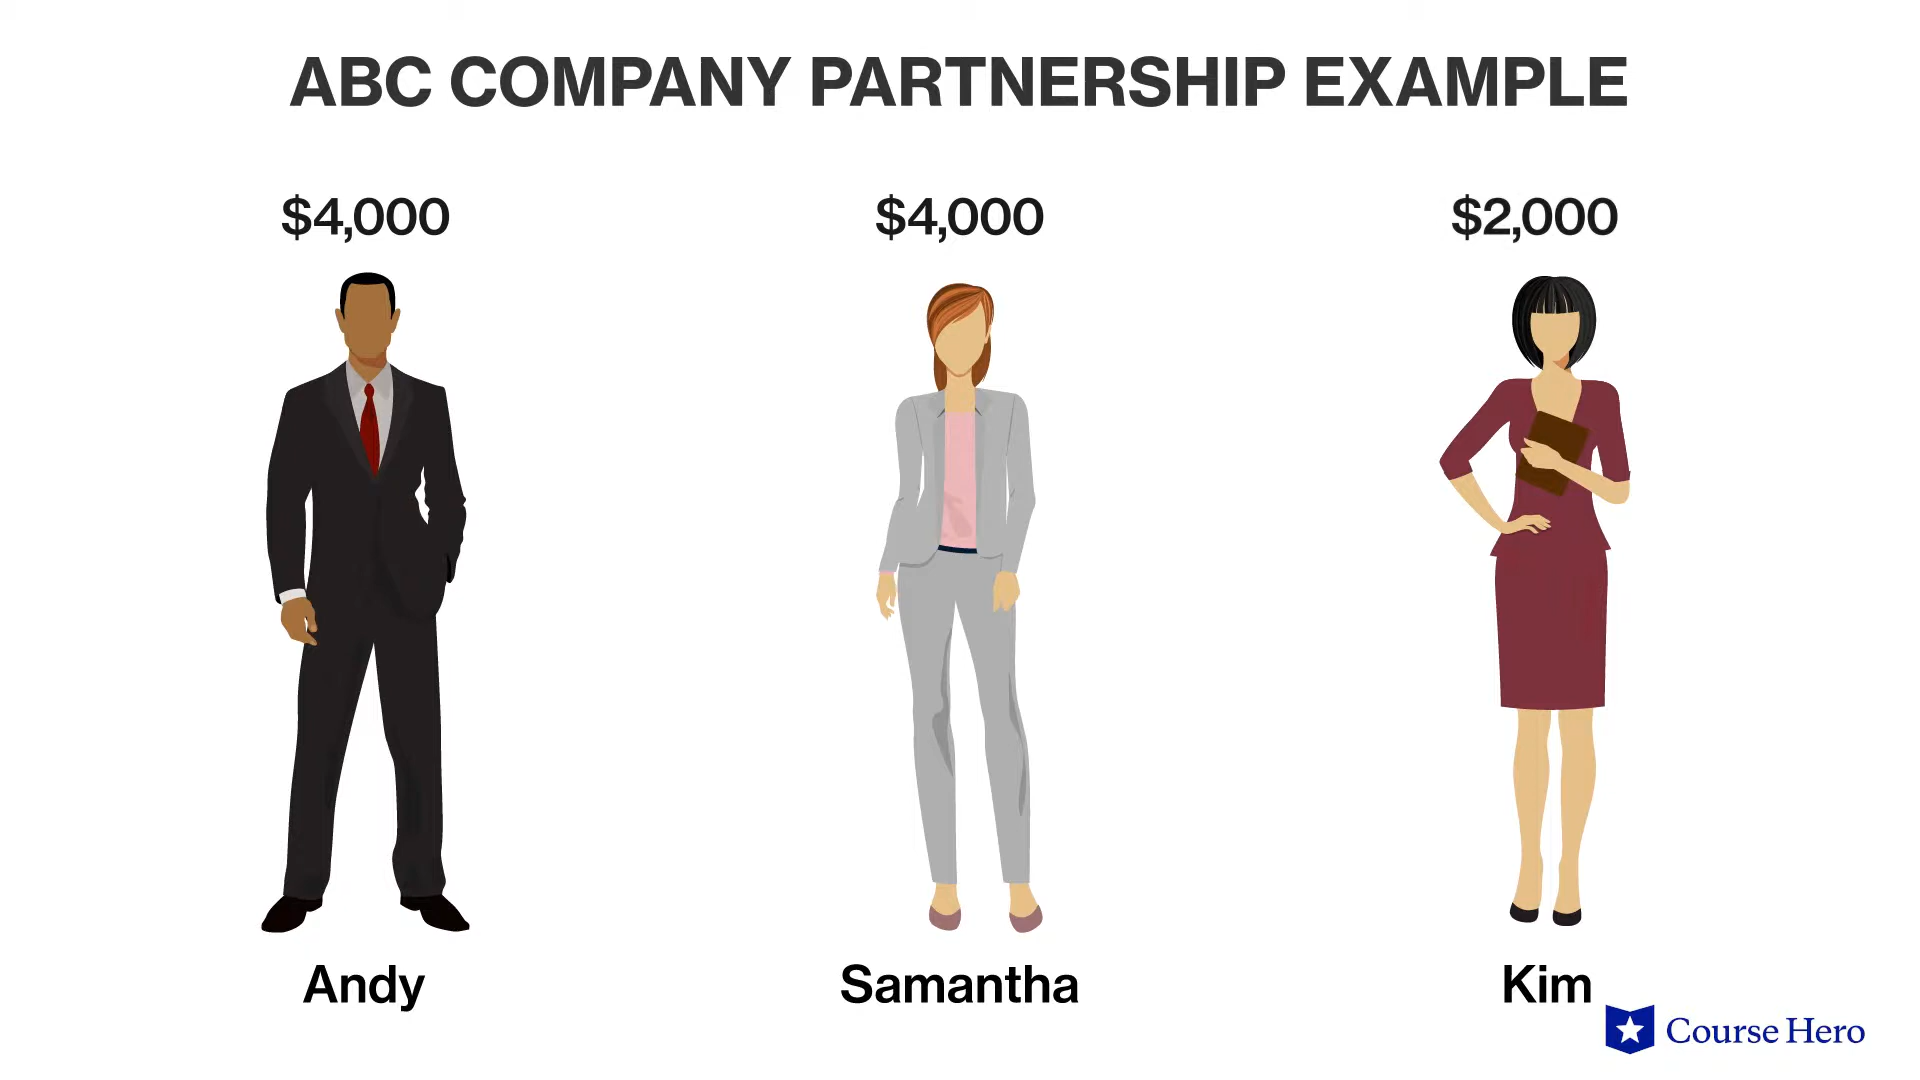 ABC COMPANY PARTNERSHIP EXAMPLE
$4,000
$4,000
$2,000
Andy
Samantha
Kim
Course Hero